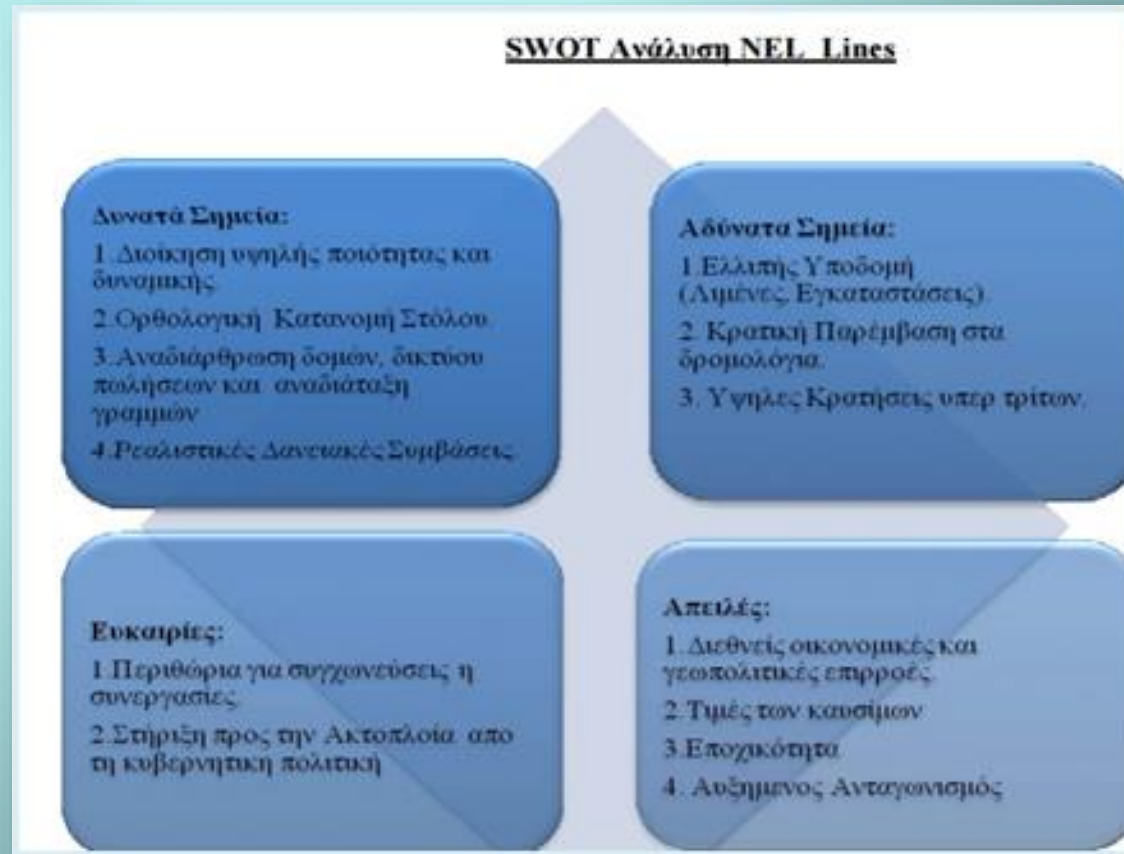 SWOT Ανάλυση NEL Lines
Δυνατά Σημεία:
1.Διοίκηση υψηλής ποιότητας και
δυναμικής.
2.Ορθολογική Κατανομή Στόλου.
3.Αναδιάρθρωση δομών, δικτύου
πωλήσεων και αναδιάταξη
γραμμών
4.Ρεαλιστικές Δανειακές Συμβάσεις.
Αδύνατα Σημεία:
1.Ελλιπής Υποδομή
(Λιμένες, Εγκαταστάσεις).
2. Κρατική Παρέμβαση στα
δρομολόγια.
3. Υψηλες Κρατήσεις υπερ τρίτων.
Ευκαιρίες:
1.Περιθώρια για συγχωνεύσεις η
συνεργασίες.
2.Στήριξη προς την Ακτοπλοία απο
τη κυβερνητικη πολιτική
Απειλές:
1.Διεθνείς οικονομικές και
γεωπολιτικές επιρροές.
2.Τιμές των καυσίμων
3.Εποχικότητα
4. Αυξημενος Ανταγωνισμός